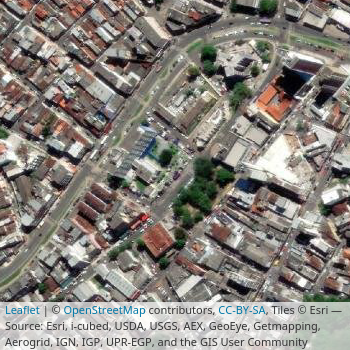 Leaflet | © OpenStreetMap contributors, CC-BY-SA, Tiles © Esri —
Source: Esri, i-cubed, USDA, USGS, AEX, GeoEye, Getmapping,
Aerogrid, IGN, IGP, UPR-EGP, and the GIS User Community